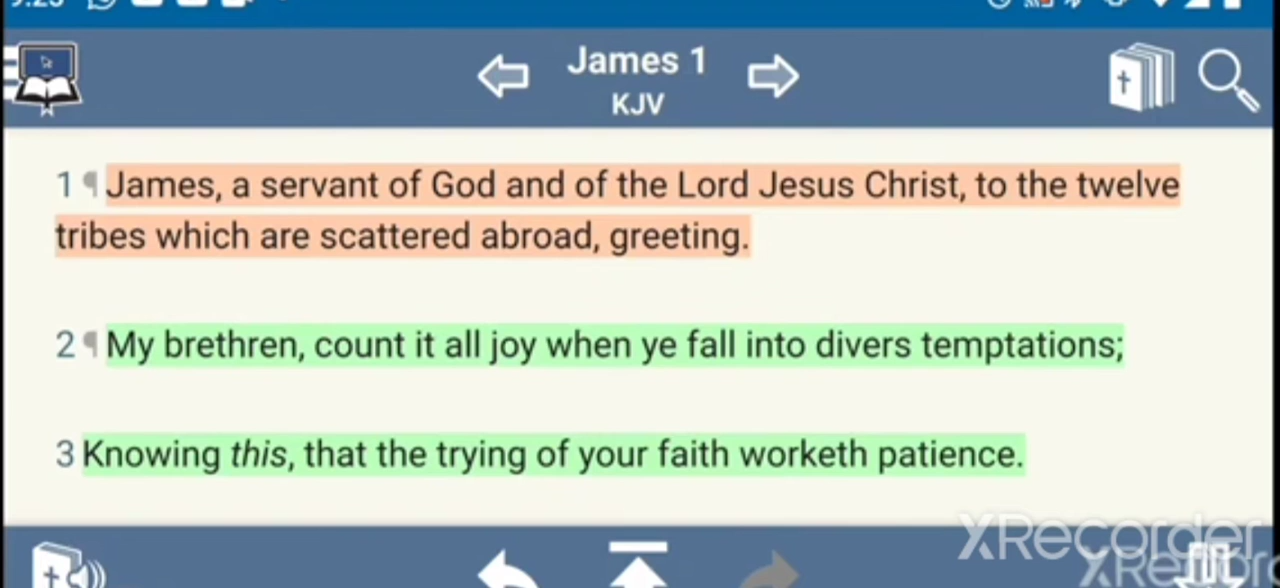 James 1
KJV
1 ¶ James, a servant of God and of the Lord Jesus Christ, to the twelve
tribes which are scattered abroad, greeting.
2 ¶ My brethren, count it all joy when ye fall into divers temptations;
3 Knowing this, that the trying of your faith worketh patience.
XRecorder